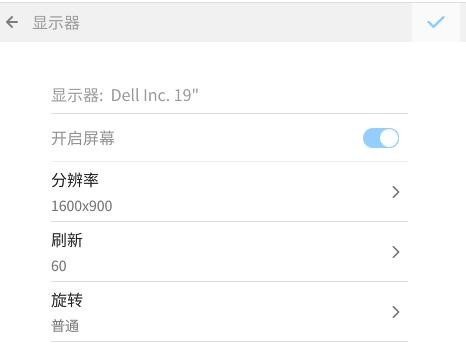 显示器
显示器: Dell Inc. 19"
开启屏幕
分辨率
1600x900
刷新
60
旋转
普通